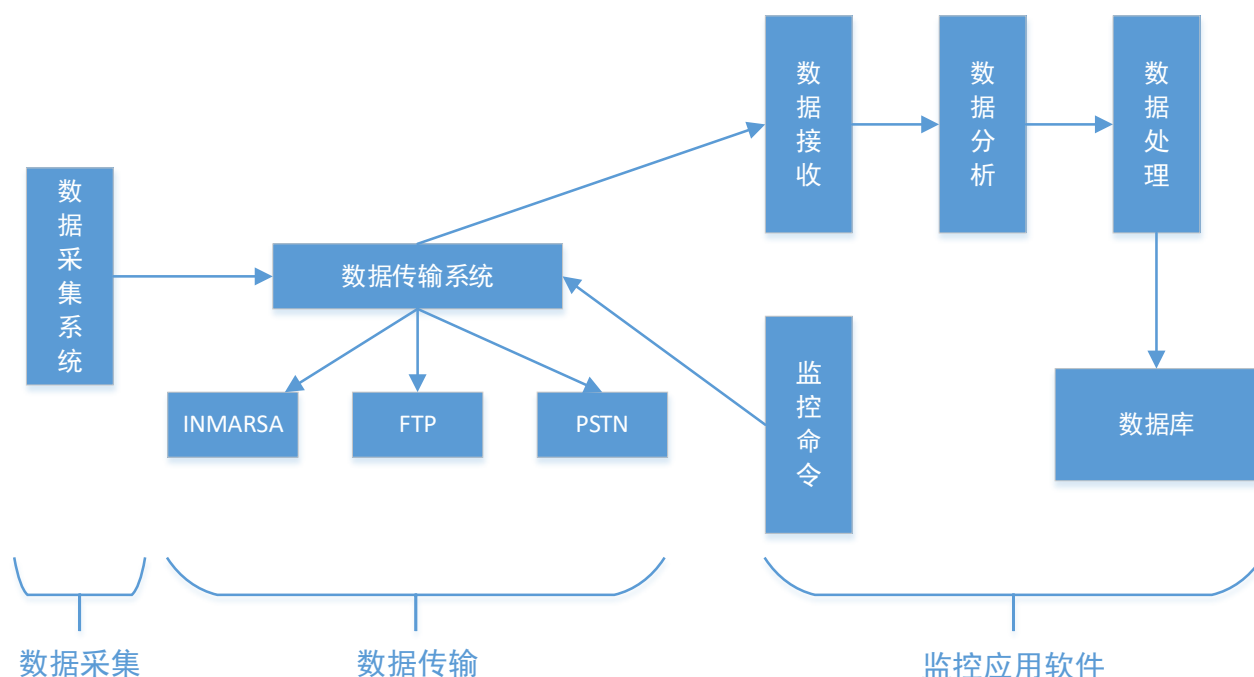 数据采集系统
数据传输系统
INMARSA
FTP
PSTN
数据接收
数据分析
数据处理
监控命令
数据库
数据采集
数据传输
监控应用软件